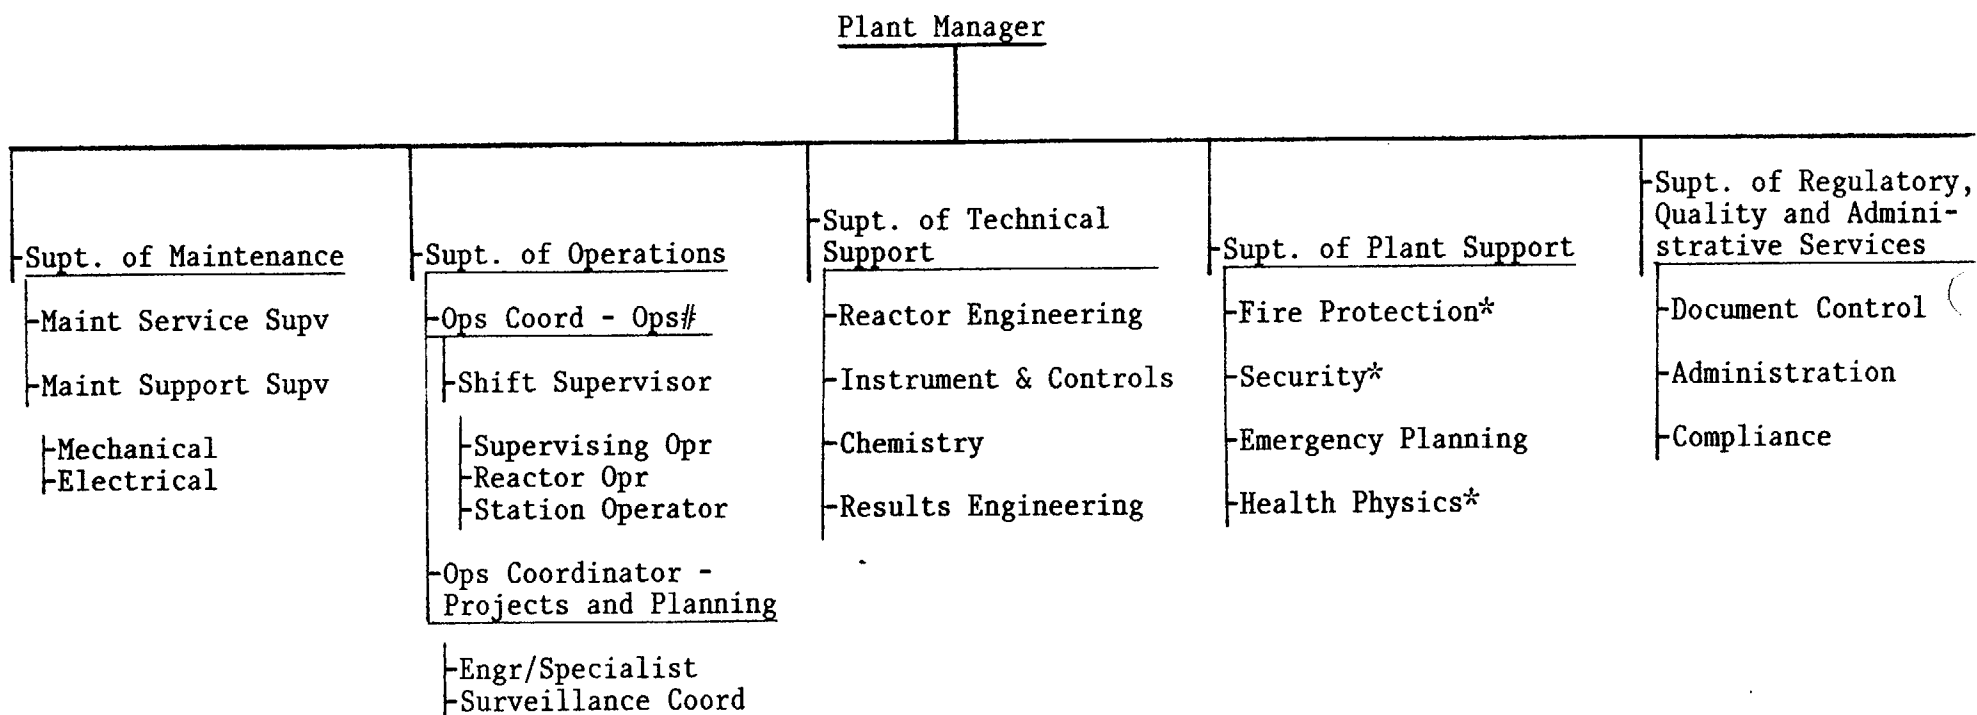 Plant Manager
Supt. of Maintenance
Maint Service Supv
Maint Support Supv
Mechanical
Electrical
Supt. of Operations
Ops Coord - Ops#
Shift Supervisor
Supervising Opr
Reactor Opr
Station Operator
Ops Coordinator -
Projects and Planning
Engr/Specialist
Surveillance Coord
Supt. of Technical
Support
Reactor Engineering
Instrument & Controls
Chemistry
Results Engineering
Supt. of Plant Support
Fire Protection*
Security*
Emergency Planning
Health Physics*
Supt. of Regulatory,
Quality and Admini-
strative Services
Document Control
Administration
Compliance